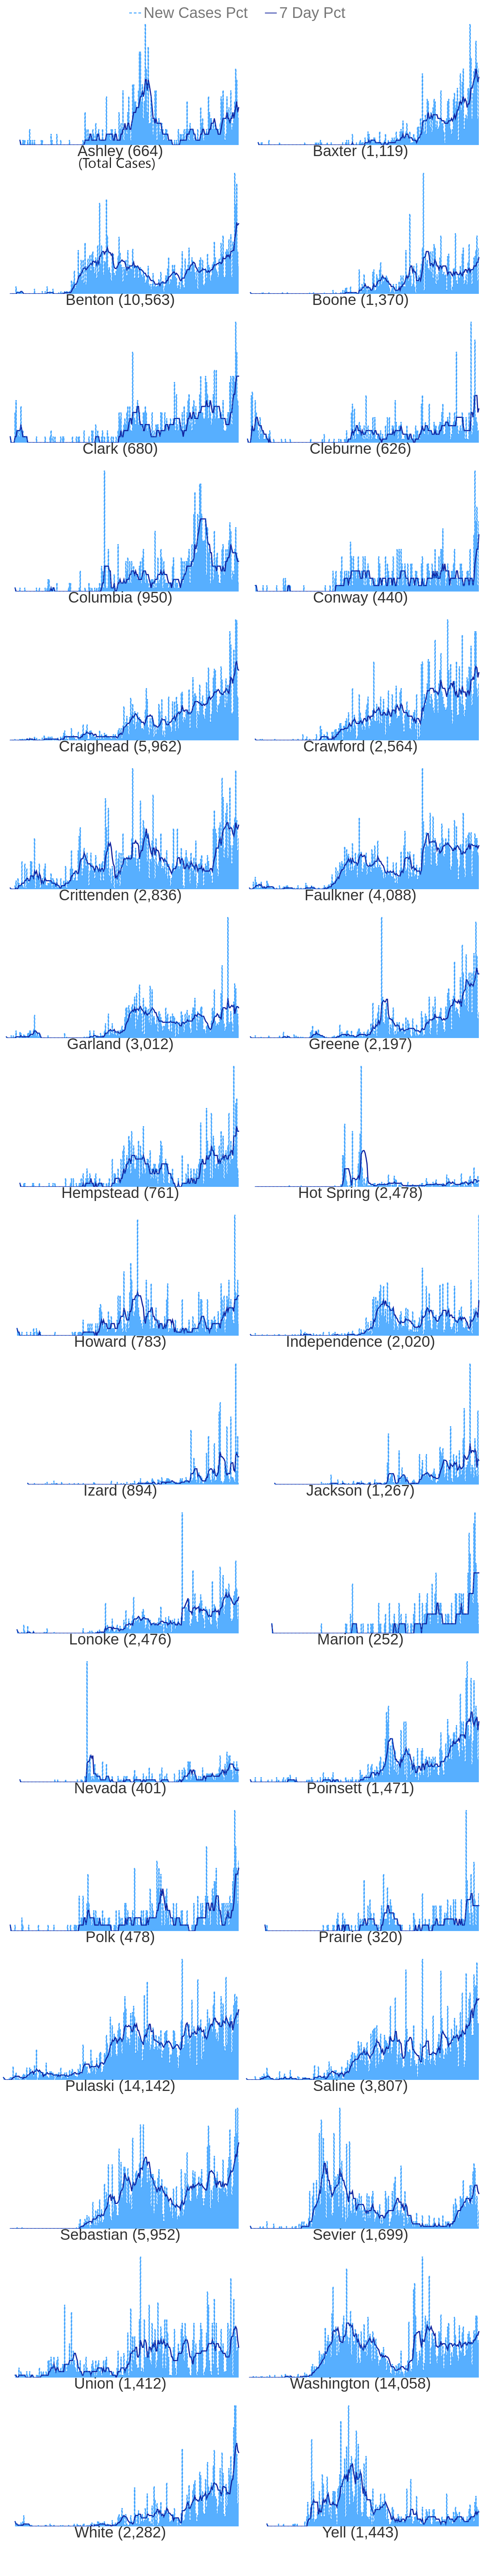 New Cases Pct 7 Day Pct
Ashley (664) Baxter (1,119)
(Total Cases)
Benton (10,563) Boone (1,370)
Clark (680) Cleburne (626)
Columbia (950) Conway (440)
Craighead (5,962) Crawford (2,564)
Crittenden (2,836) Faulkner (4,088)
Garland (3,012) Greene (2,197)
Hempstead (761) Hot Spring (2,478)
Howard (783) Independence (2,020)
Izard (894) Jackson (1,267)
Lonoke (2,476) Marion (252)
Nevada (401) Poinsett (1,471)
Polk (478) Prairie (320)
Pulaski (14,142) Saline (3,807)
Sebastian (5,952) Sevier (1,699)
Union (1,412) Washington (14,058)
White (2,282) Yell (1,443)